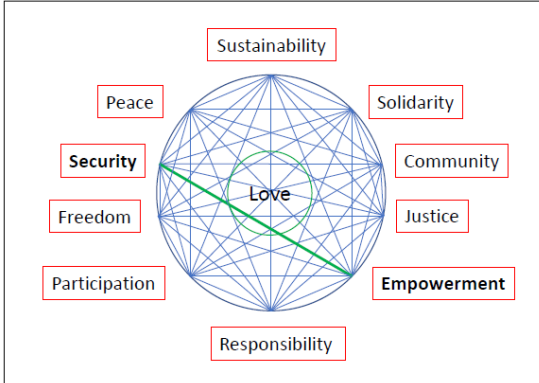 Sustainability
Peace
Solidarity
Security
Community
Love
Freedom
Justice
Participation
Empowerment
Responsibility